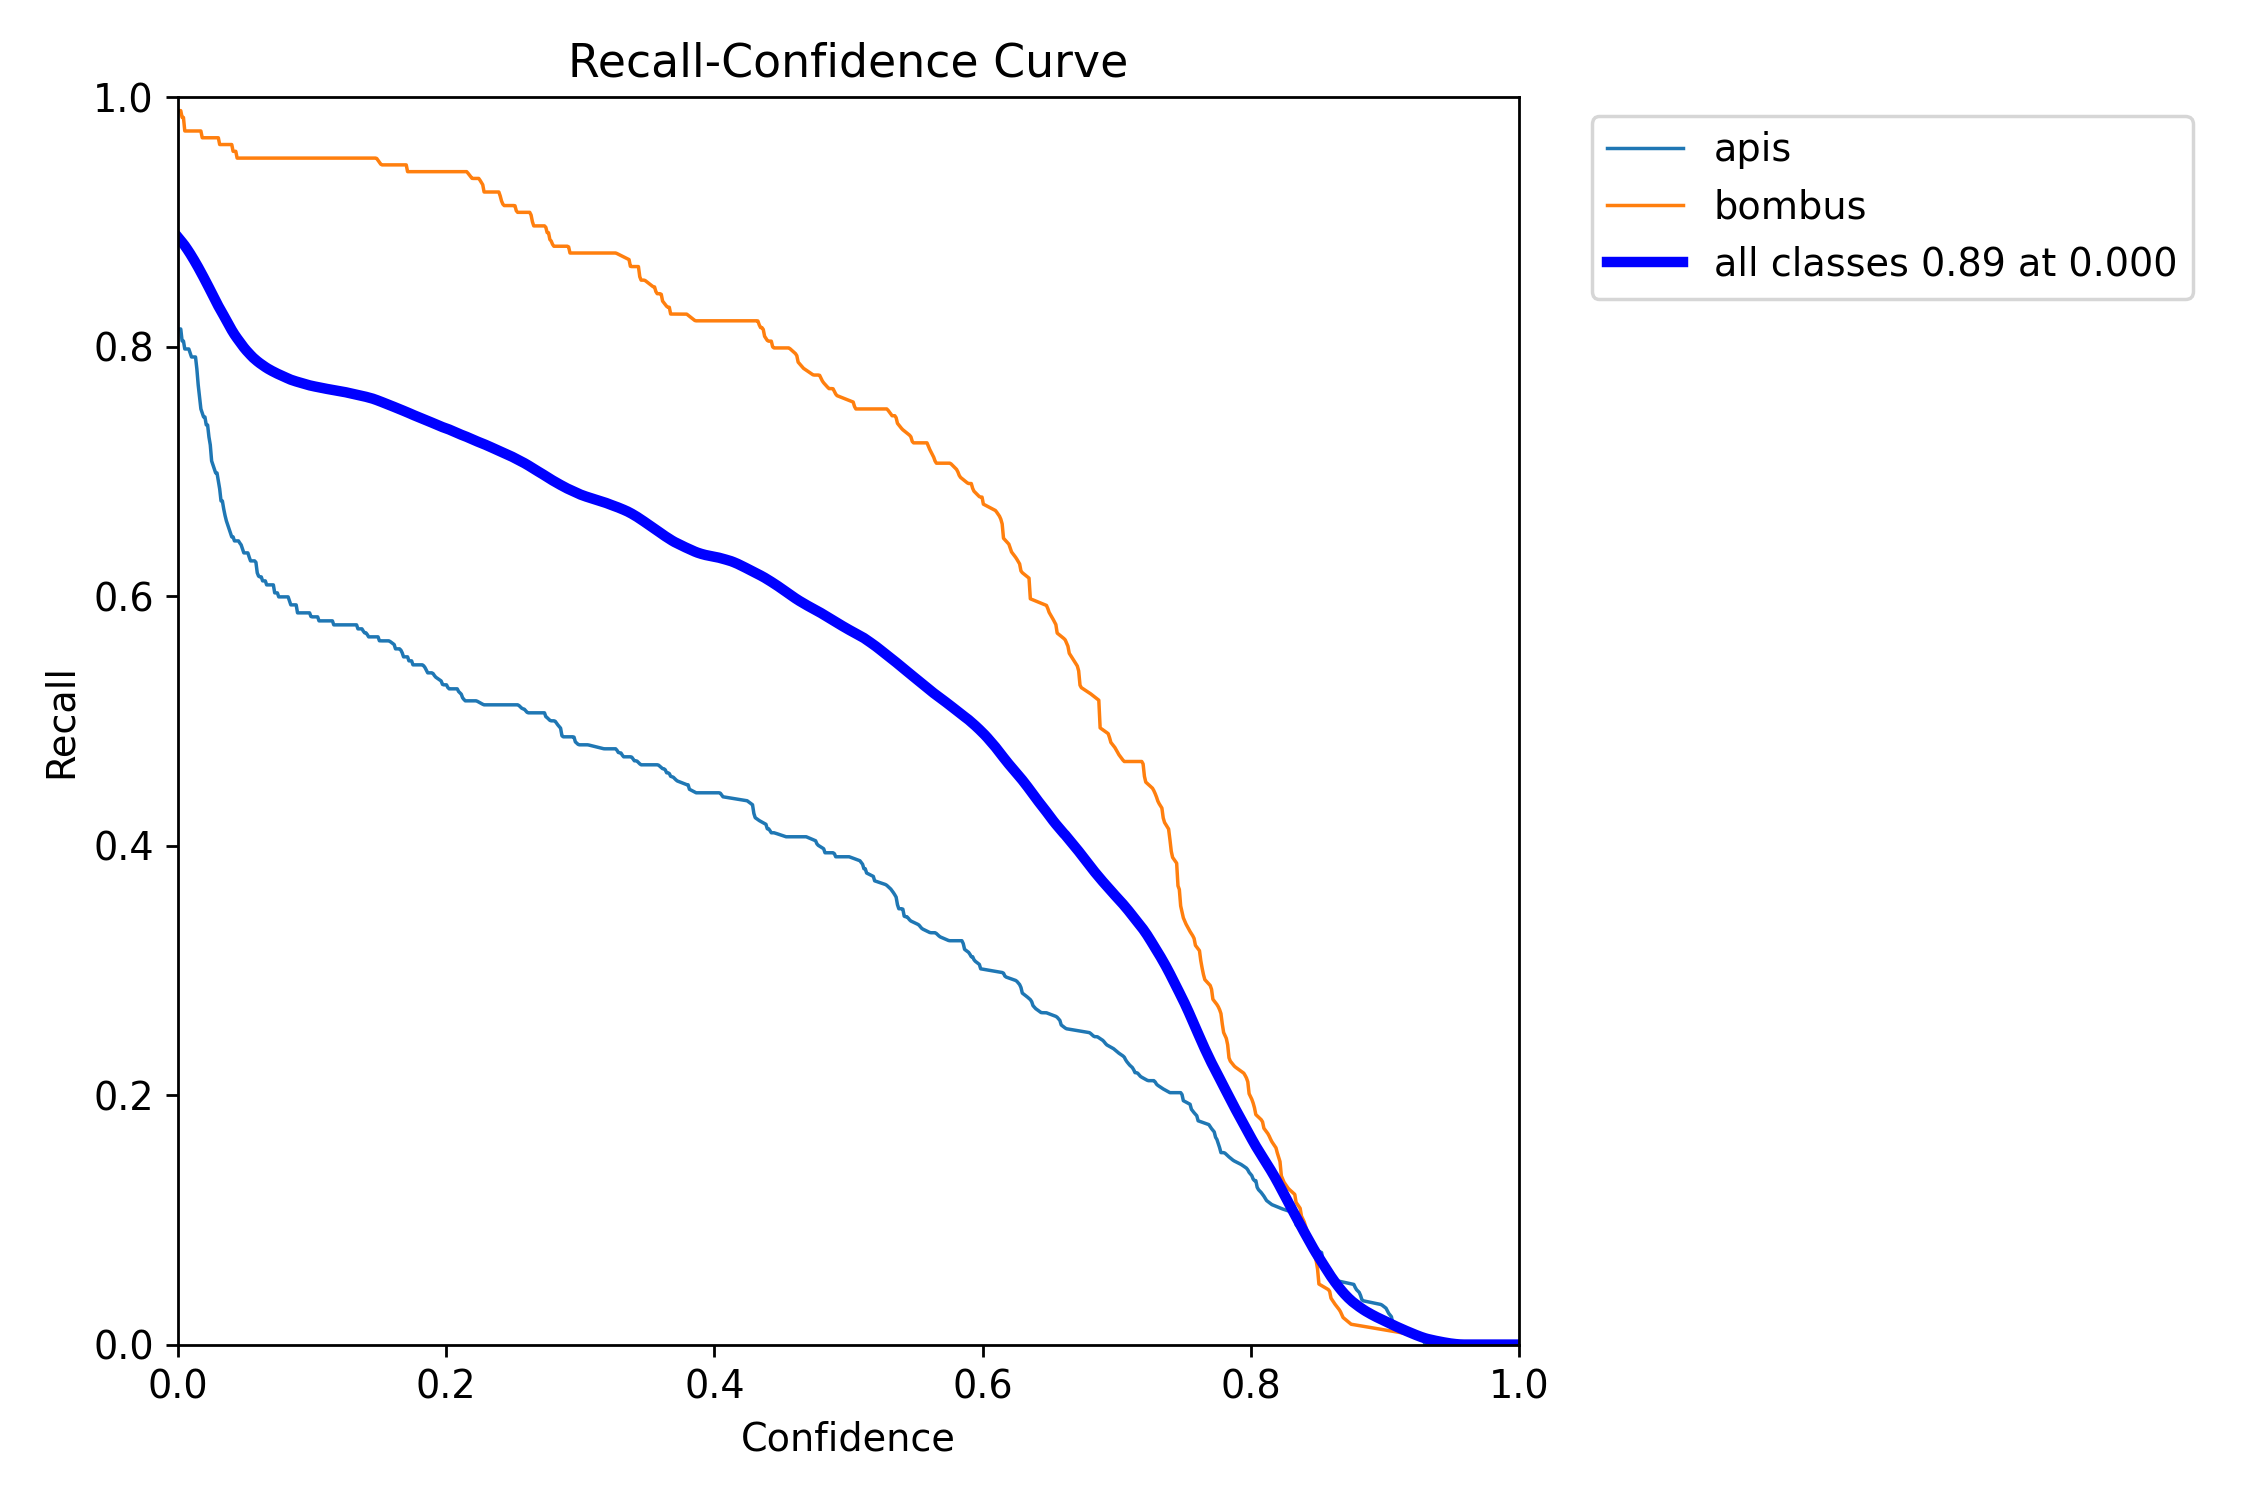 Recall-Confidence Curve
1.0
0.8
0.6
0.4
0.2
0.0
Recall
0.0 0.2 0.4 0.6 0.8 1.0
Confidence
apis
bombus
all classes 0.89 at 0.000